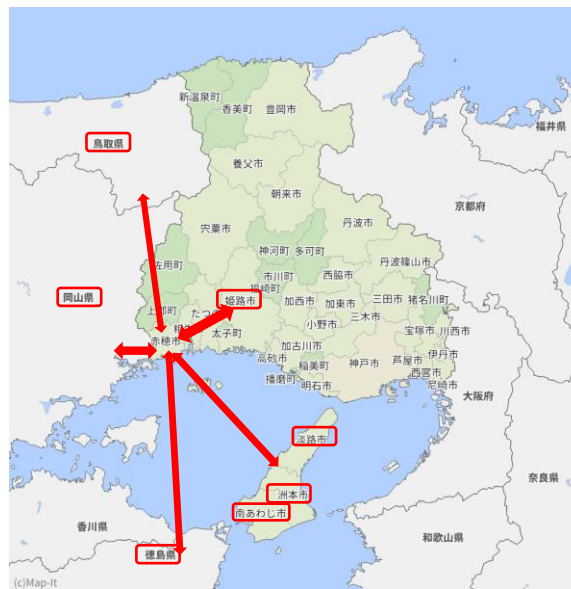 新温泉町
香美町
豊岡市
福井県
鳥取県
養父市
朝来市
京都府
丹波市
宍粟市
神河町
多可町
丹波篠山市
佐用町
市川町
西脇市
岡山県
姫路市
加西市
加東市
三田市
猪名川町
上郡町
福崎町
たつの
小野市
三木市
相生
太子町
宝塚市
川西市
赤穂市
加古川市
神戸市
芦屋市
伊丹市
高砂市
稲美町
西宮市
播磨町
明石市
尼崎市
大阪府
淡路市
奈良県
洲本市
南あわじ市
香川県
和歌山県
徳島県
(c)Map-It